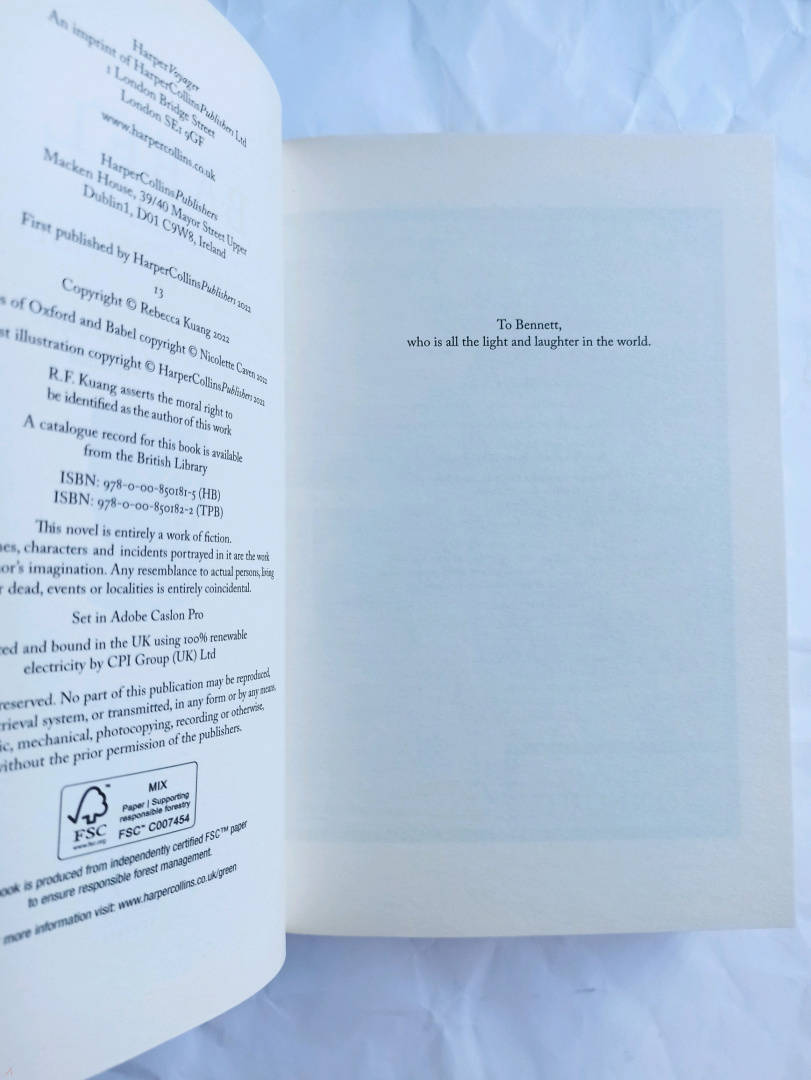 HarperVoyager
An imprint of HarperCollinsPublishers Ltd
1 London Bridge Street
London SE1 9GF
www.harpercollins.co.uk
HarperCollinsPublishers
Macken House, 39/40 Mayor Street Upper
Dublin1, D01 C9W8, Ireland
First published by HarperCollinsPublishers 2022
13
Copyright © Rebecca Kuang 2022
of Oxford and Babel copyright © Nicolette Caven 2022
illustration copyright © HarperCollinsPublishers 2022
R.F. Kuang asserts the moral right to
be identified as the author of this work
A catalogue record for this book is available
from the British Library
ISBN: 978-0-00-850181-5 (HB)
ISBN: 978-0-00-850182-2 (TPB)
This novel is entirely a work of fiction.
characters and incidents portrayed in it are the work
imagination. Any resemblance to actual persons, living
dead, events or localities is entirely coincidental.
Set in Adobe Caslon Pro
and bound in the UK using 100% renewable
electricity by CPI Group (UK) Ltd
reserved. No part of this publication may be reproduced,
system, or transmitted, in any form or by any means,
mechanical, photocopying, recording or otherwise,
without the prior permission of the publishers.
MIX
Paper | Supporting
responsible forestry
FSC™ C007454
FSC
www.fsc.org
is produced from independently certified FSC™ paper
to ensure responsible forest management.
more information visit: www.harpercollins.co.uk/green
To Bennett,
who is all the light and laughter in the world.